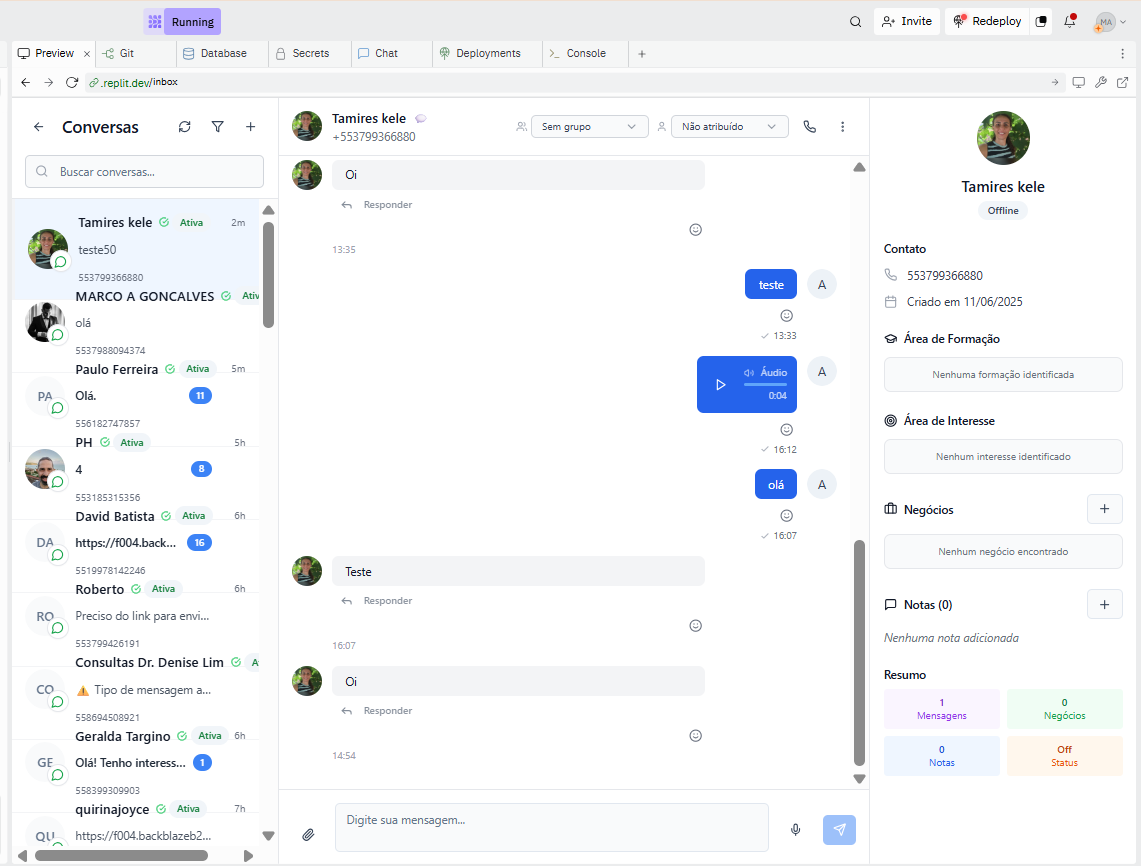 Running
Invite
Redeploy
MA
Preview
Git
Database
Secrets
Chat
Deployments
Console
.replit.dev/inbox
Conversas
Buscar conversas...
Tamires kele Ativa 2m
teste50
553799366880
MARCO A GONCALVES Ativ
olá
5537988094374
Paulo Ferreira Ativa 5m
PA
Olá. 11
556182747857
PH Ativa 5h
4 8
553185315356
David Batista Ativa 6h
DA
https://f004.back... 16
5519978142246
Roberto Ativa 6h
RO
Preciso do link para envi...
553799426191
Consultas Dr. Denise Lim A
CO
Tipo de mensagem a...
558694508921
Geralda Targino Ativa 6h
GE
Olá! Tenho interess... 1
558399309903
quirinajoyce Ativa 7h
QU
https://f004.backblazeb2...
Tamires kele
+553799366880
Sem grupo
Não atribuído
Oi
Responder
13:35
teste A
13:33
Áudio A
0:04
16:12
olá A
16:07
Teste
Responder
16:07
Oi
Responder
14:54
Digite sua mensagem...
Tamires kele
Offline
Contato
553799366880
Criado em 11/06/2025
Área de Formação
Nenhuma formação identificada
Área de Interesse
Nenhum interesse identificado
Negócios
Nenhum negócio encontrado
Notas (0)
Nenhuma nota adicionada
Resumo
1
Mensagens
0
Negócios
0
Notas
Off
Status